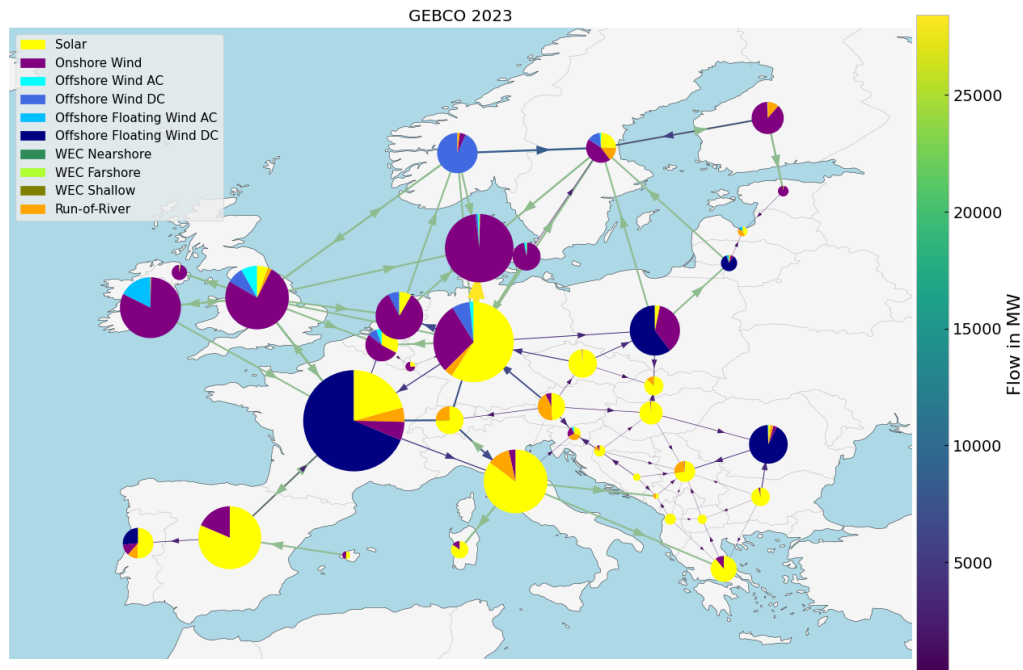 GEBCO 2023
Solar
Onshore Wind
Offshore Wind AC
Offshore Wind DC
Offshore Floating Wind AC
Offshore Floating Wind DC
WEC Nearshore
WEC Farshore
WEC Shallow
Run-of-River
25000
20000
15000
10000
5000
Flow in MW